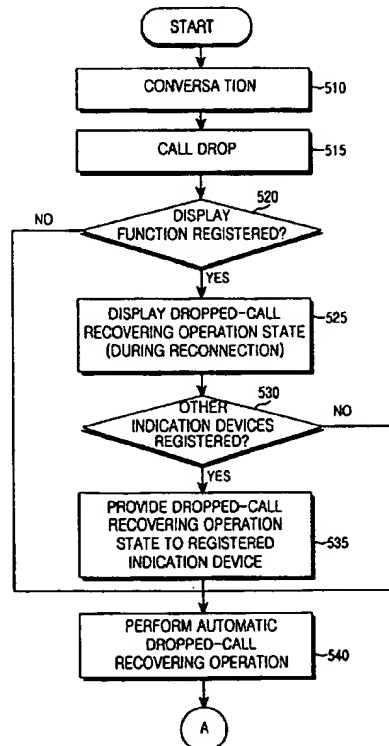 START
CONVERSATION
510
CALL DROP
515
520
DISPLAY
FUNCTION REGISTERED?
NO
YES
DISPLAY DROPPED-CALL
RECOVERING OPERATION STATE
(DURING RECONNECTION)
525
530
OTHER
INDICATION DEVICES
REGISTERED?
NO
YES
PROVIDE DROPPED-CALL
RECOVERING OPERATION
STATE TO REGISTERED
INDICATION DEVICE
535
PERFORM AUTOMATIC
DROPPED-CALL
RECOVERING OPERATION
540
A